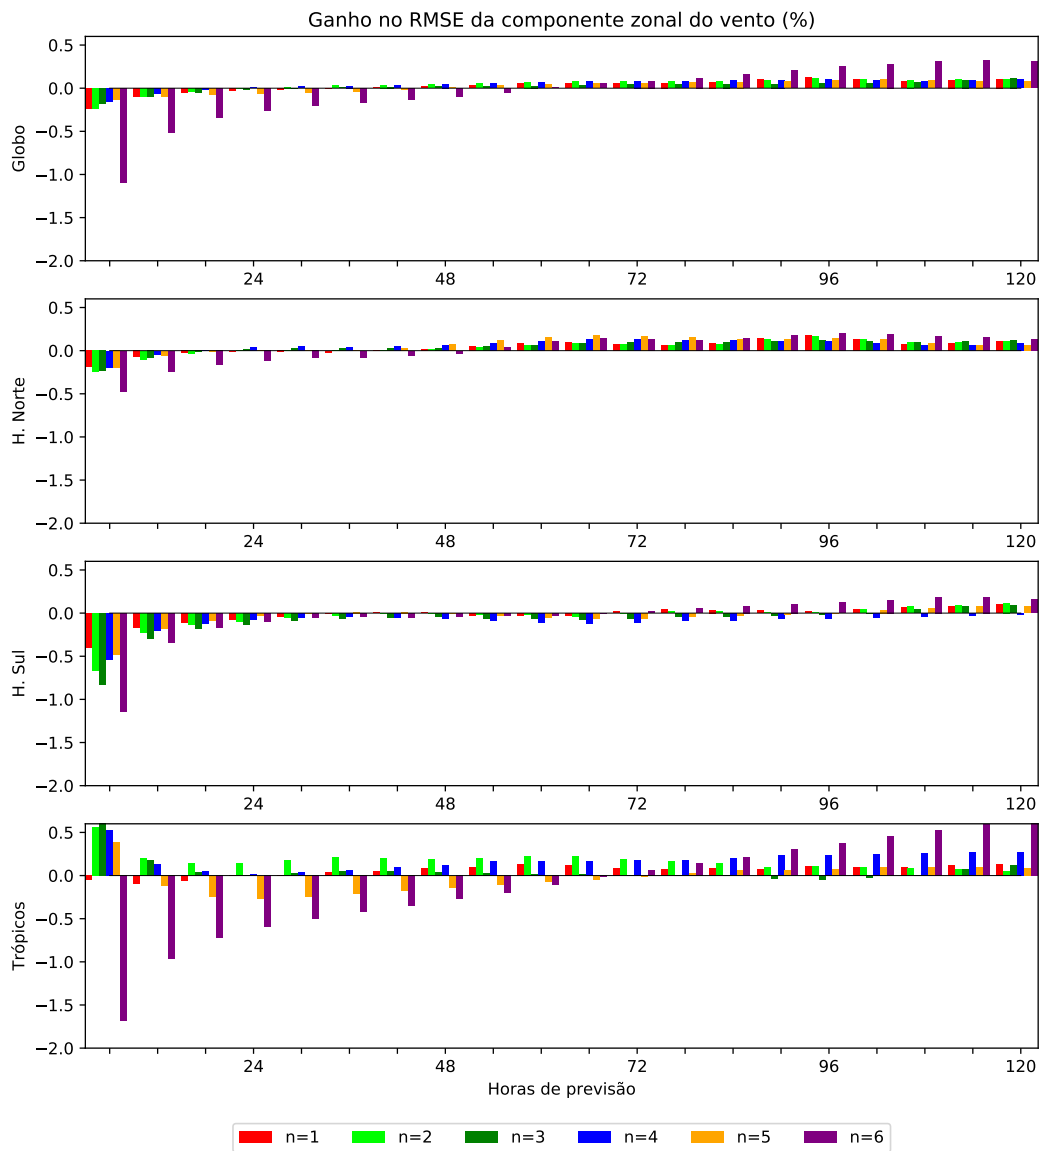 Ganho no RMSE da componente zonal do vento (%)
0.5
0.0
−0.5
−1.0
−1.5
−2.0
Globo
24 48 72 96 120
0.5
0.0
−0.5
−1.0
−1.5
−2.0
H. Norte
24 48 72 96 120
0.5
0.0
−0.5
−1.0
−1.5
−2.0
H. Sul
24 48 72 96 120
0.5
0.0
−0.5
−1.0
−1.5
−2.0
Trópicos
24 48 72 96 120
Horas de previsão
n=1 n=2 n=3 n=4 n=5 n=6